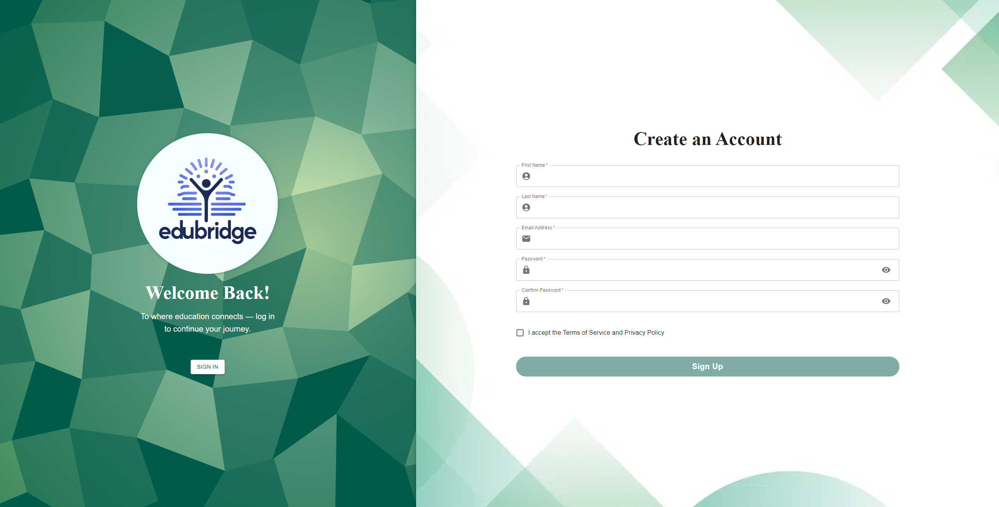 edubridge
Welcome Back!
To where education connects — log in
to continue your journey.
SIGN IN
Create an Account
First Name *
Last Name *
Email Address *
Password *
Confirm Password *
I accept the Terms of Service and Privacy Policy
Sign Up